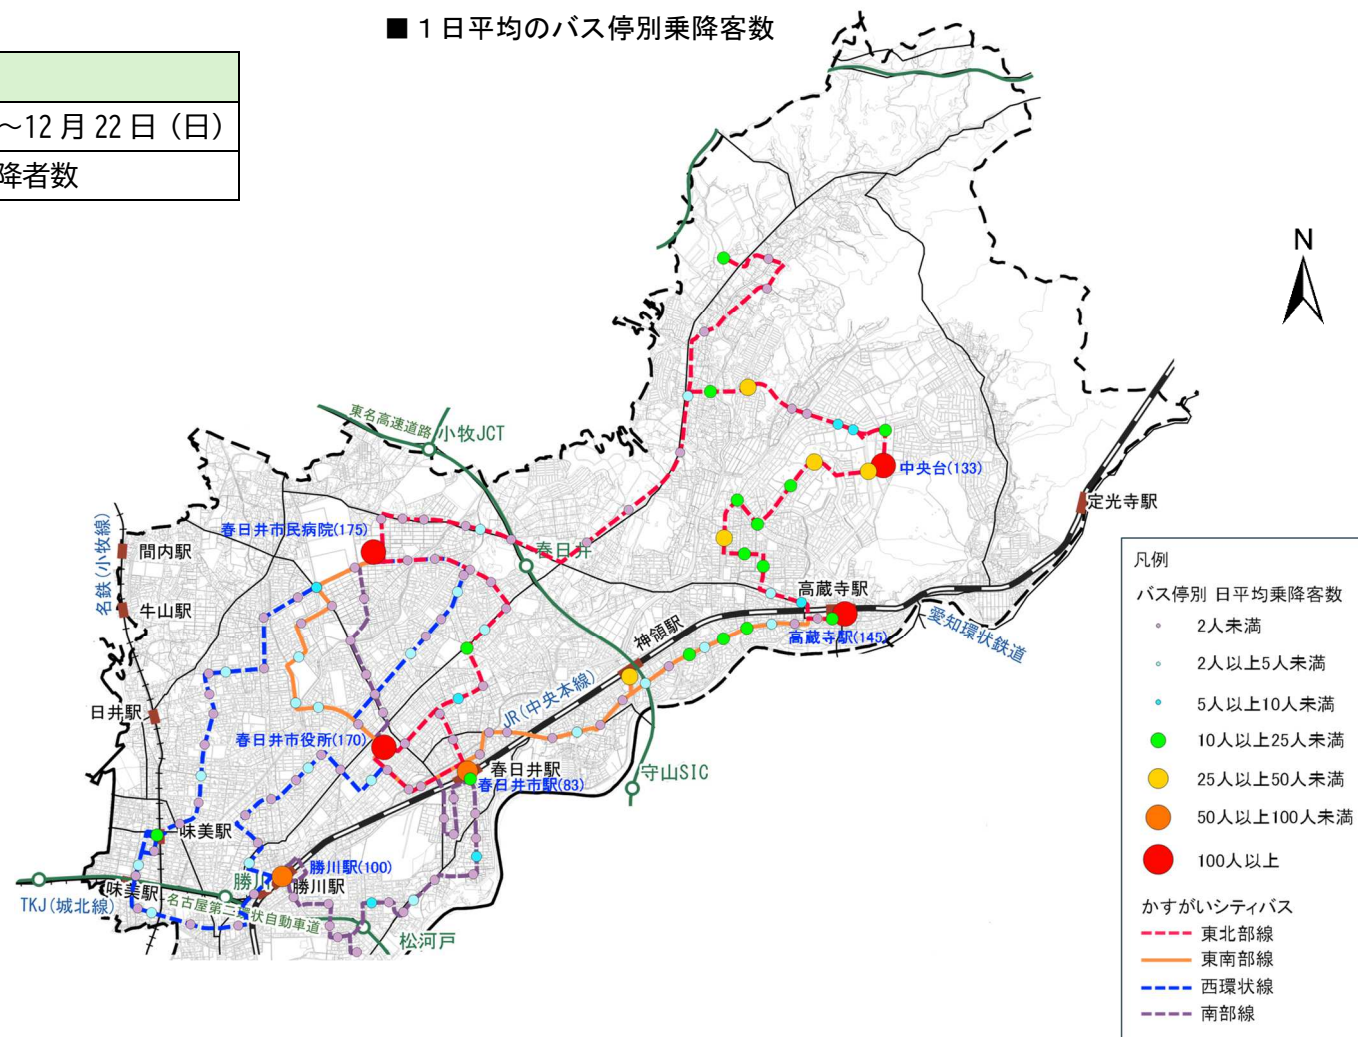 ■１日平均のバス停別乗降客数
～12月22日（日）
降者数
N
東名高速道路
小牧JCT
中央台(133)
定光寺駅
春日井市民病院(175)
名鉄(小牧線)
間内駅
春日井
牛山駅
高蔵寺駅
高蔵寺駅(145)
愛知環状鉄道
神領駅
JR(中央本線)
日井駅
春日井市役所(170)
春日井駅
春日井市駅(83)
守山SIC
味美駅
勝川駅(100)
勝川
勝川駅
味美駅
名古屋第二環状自動車道
TKJ(城北線)
松河戸
凡例
バス停別 日平均乗降客数
2人未満
2人以上5人未満
5人以上10人未満
10人以上25人未満
25人以上50人未満
50人以上100人未満
100人以上
かすがいシティバス
東北部線
東南部線
西環状線
南部線